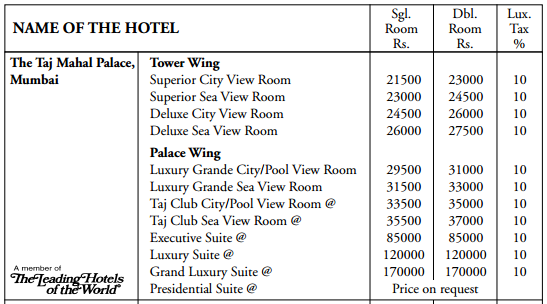 NAME OF THE HOTEL Sgl. Room Rs. Dbl. Room Rs. Lux. Tax %
The Taj Mahal Palace, Mumbai
Tower Wing
Superior City View Room 21500 23000 10
Superior Sea View Room 23000 24500 10
Deluxe City View Room 24500 26000 10
Deluxe Sea View Room 26000 27500 10
Palace Wing
Luxury Grande City/Pool View Room 29500 31000 10
Luxury Grande Sea View Room 31500 33000 10
Taj Club City/Pool View Room @ 33500 35000 10
Taj Club Sea View Room @ 35500 37000 10
Executive Suite @ 85000 85000 10
Luxury Suite @ 120000 120000 10
Grand Luxury Suite @ 170000 170000 10
Presidential Suite @ Price on request
A member of
The Leading Hotels
of the World